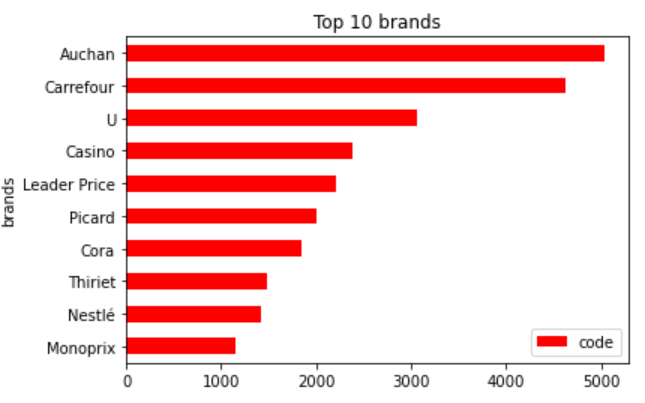 Top 10 brands
brands
Auchan
Carrefour
U
Casino
Leader Price
Picard
Cora
Thiriet
Nestlé
Monoprix
code
0 1000 2000 3000 4000 5000